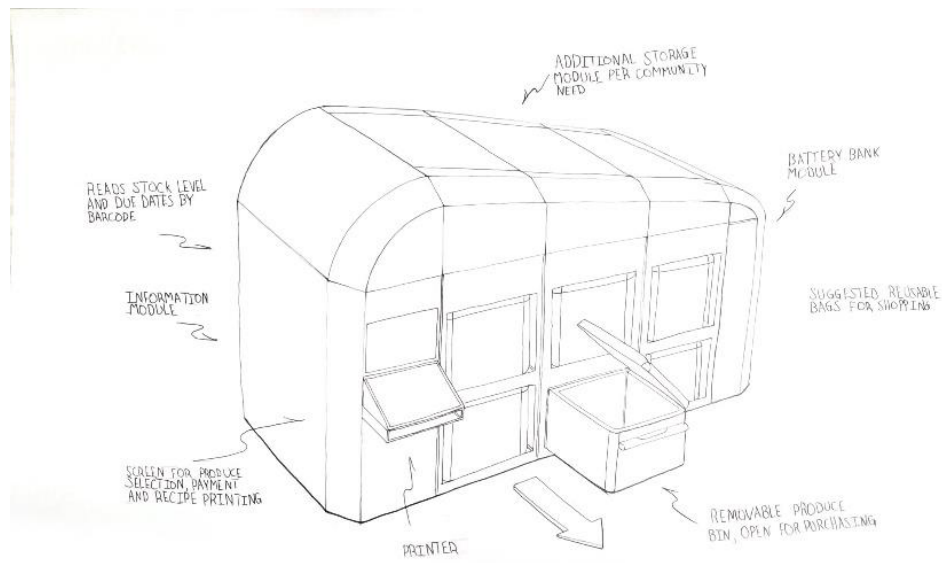 ADDITIONAL STORAGE
MODULE PER COMMUNITY
NEED
BATTERY BANK
MODULE
READS STOCK LEVEL
AND DUE DATES BY
BARCODE
INFORMATION
MODULE
SUGGESTED REUSABLE
BAGS FOR SHOPPING
SCREEN FOR PRODUCE
SELECTION, PAYMENT
AND RECIPE PRINTING
PRINTER
REMOVABLE PRODUCE
BIN, OPEN FOR PURCHASING